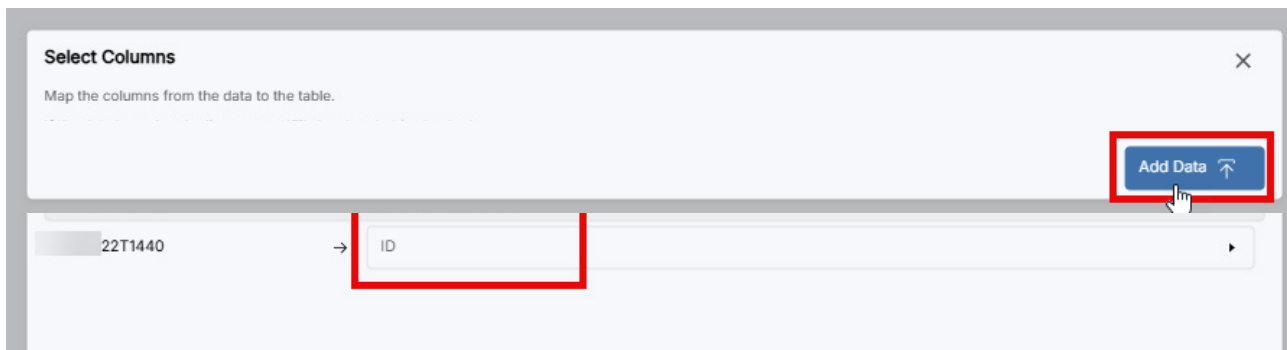 Select Columns
Map the columns from the data to the table.
Add Data
22T1440 → ID